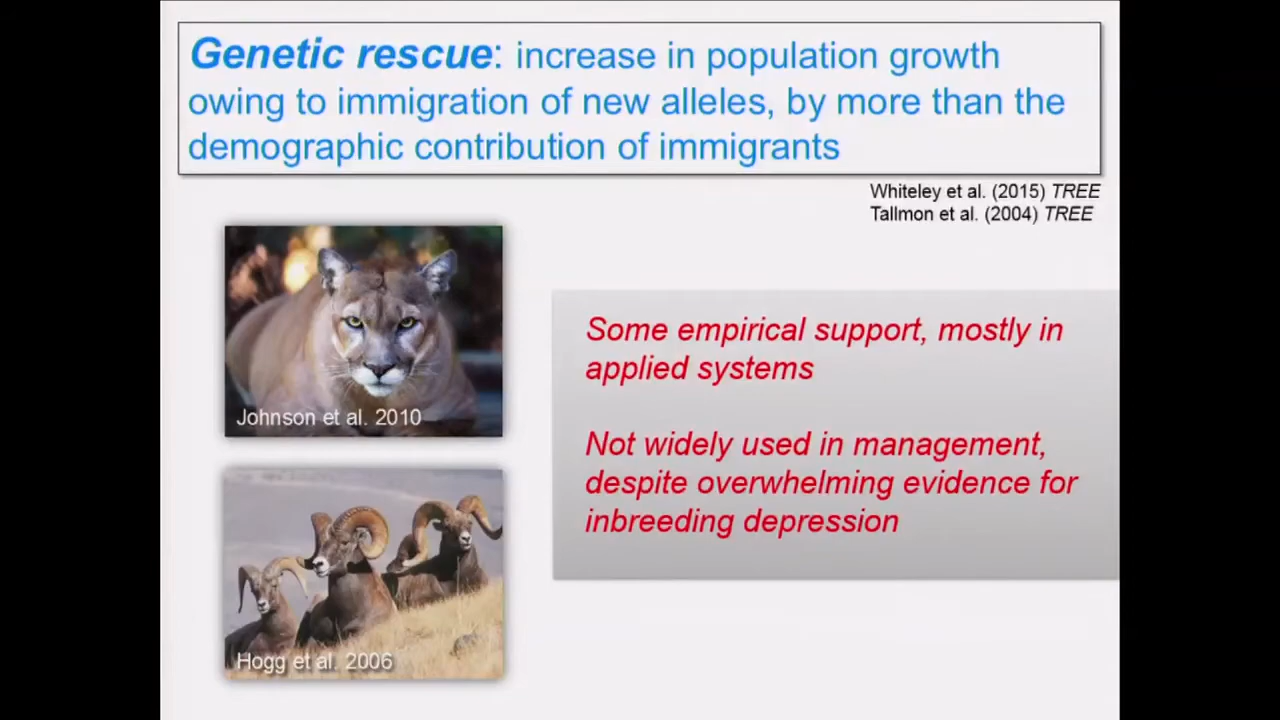 Genetic rescue: increase in population growth
owing to immigration of new alleles, by more than the
demographic contribution of immigrants
Whiteley et al. (2015) TREE
Tallmon et al. (2004) TREE
Johnson et al. 2010
Some empirical support, mostly in
applied systems
Not widely used in management,
despite overwhelming evidence for
inbreeding depression
Hogg et al. 2006